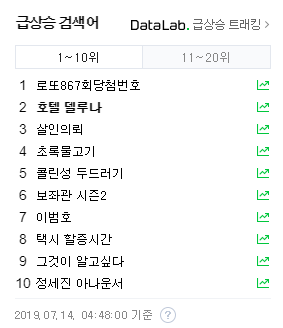 급상승 검색어
DataLab. 급상승 트래킹 >
1~10위
11~20위
1 로또867회당첨번호
2 호텔 델루나
3 살인의뢰
4 초록물고기
5 콜린성 두드러기
6 보좌관 시즌2
7 이범호
8 택시 할증시간
9 그것이 알고싶다
10 정세진 아나운서
2019.07.14. 04:48:00 기준 ?